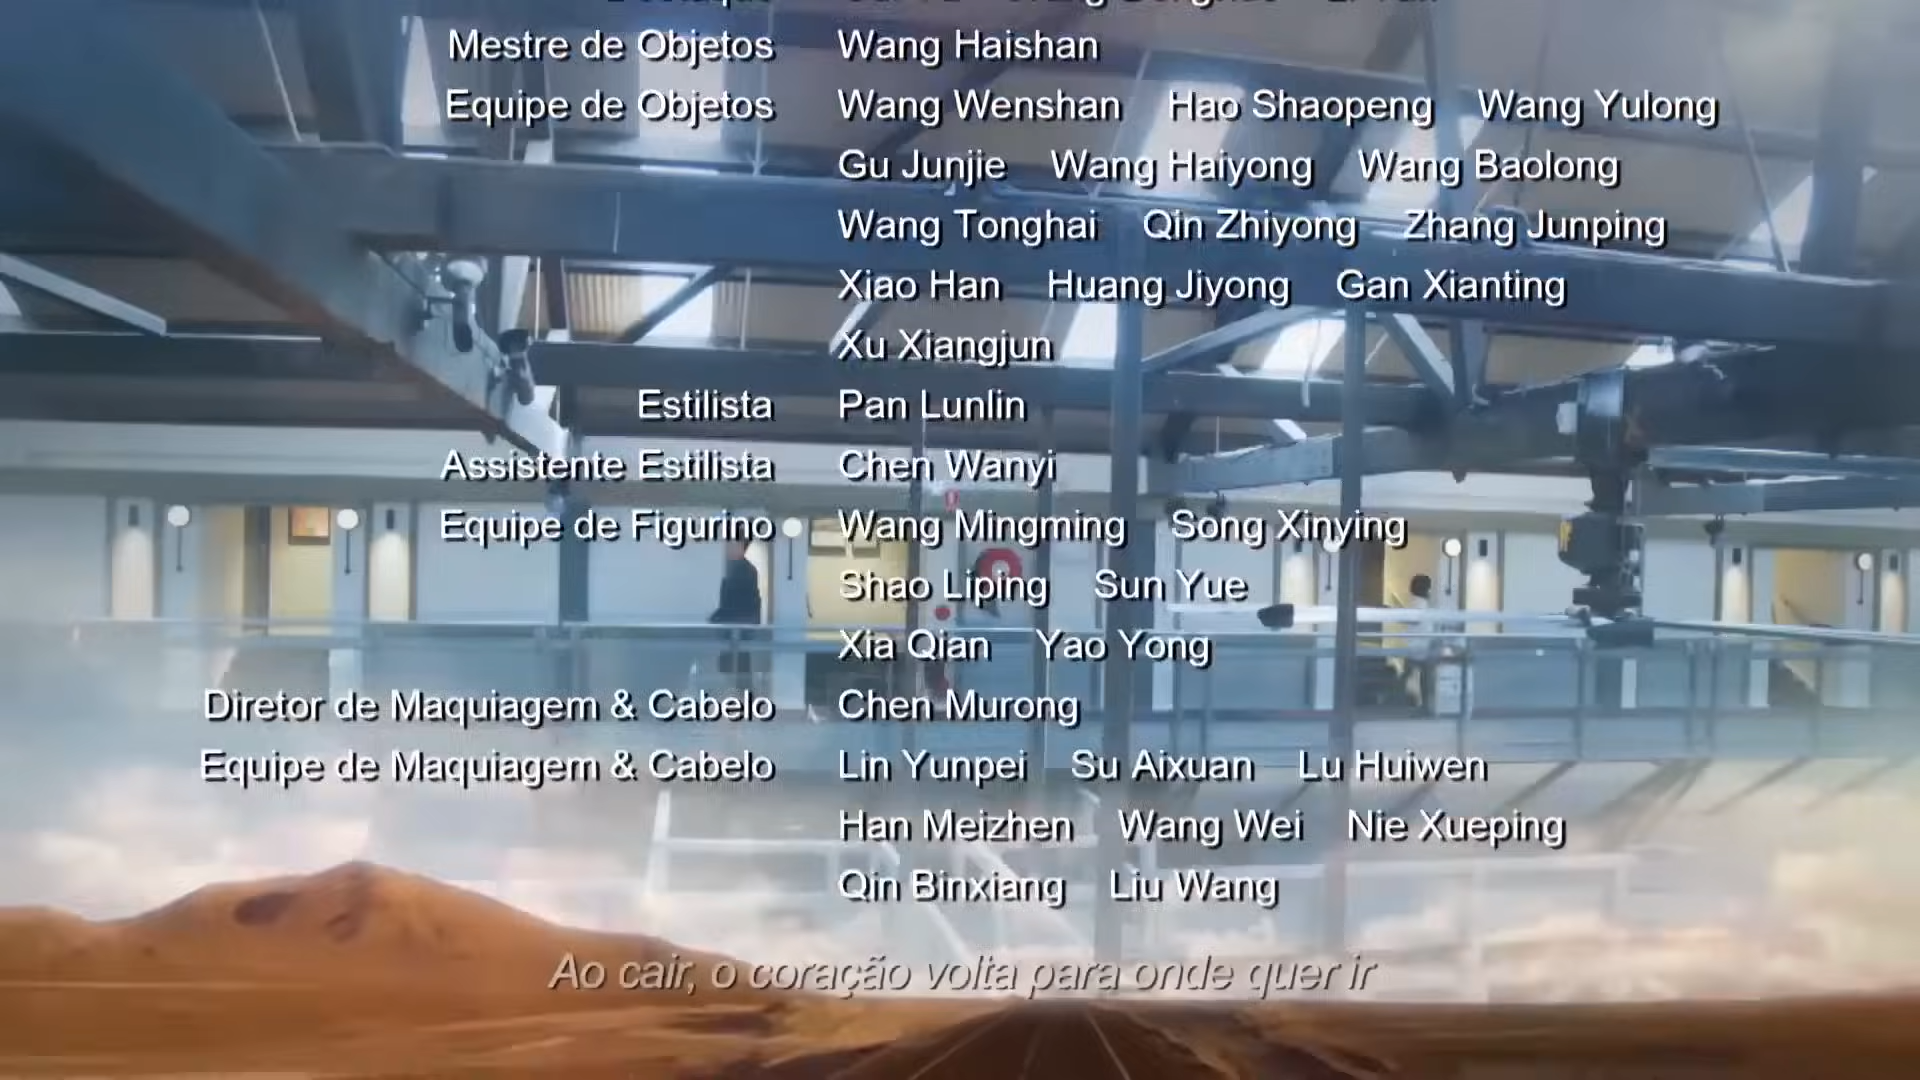 Mestre de Objetos Wang Haishan
Equipe de Objetos Wang Wenshan Hao Shaopeng Wang Yulong
Gu Junjie Wang Haiyong Wang Baolong
Wang Tonghai Qin Zhiyong Zhang Junping
Xiao Han Huang Jiyong Gan Xianting
Xu Xiangjun
Estilista Pan Lunlin
Assistente Estilista Chen Wanyi
Equipe de Figurino Wang Mingming Song Xinying
Shao Liping Sun Yue
Xia Qian Yao Yong
Diretor de Maquiagem & Cabelo Chen Murong
Equipe de Maquiagem & Cabelo Lin Yunpei Su Aixuan Lu Huiwen
Han Meizhen Wang Wei Nie Xueping
Qin Binxiang Liu Wang
Ao cair, o coração volta para onde quer ir